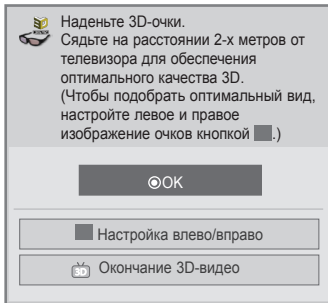 Наденьте 3D-очки.
Сядьте на расстоянии 2-х метров от
телевизора для обеспечения
оптимального качества 3D.
(Чтобы подобрать оптимальный вид,
настройте левое и правое
изображение очков кнопкой .)
OK
Настройка влево/вправо
3D Окончание 3D-видео